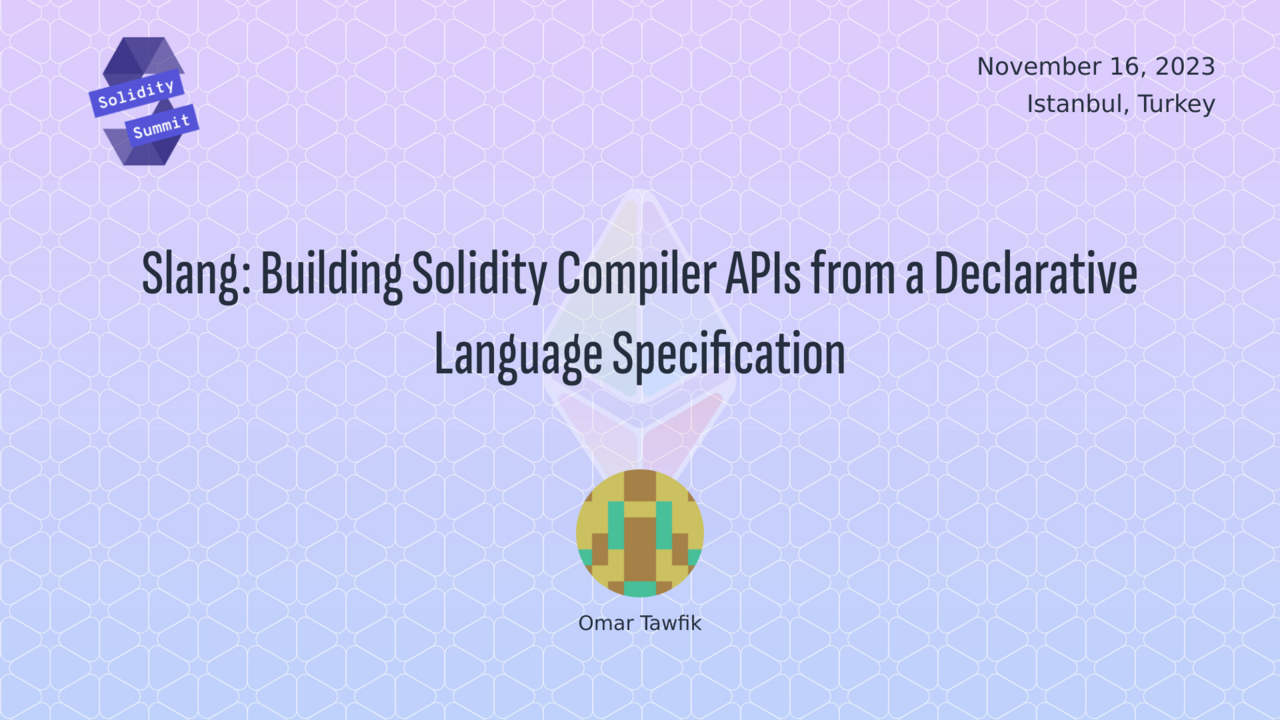 Solidity
Summit
November 16, 2023
Istanbul, Turkey
Slang: Building Solidity Compiler APIs from a Declarative
Language Specification
Omar Tawfik